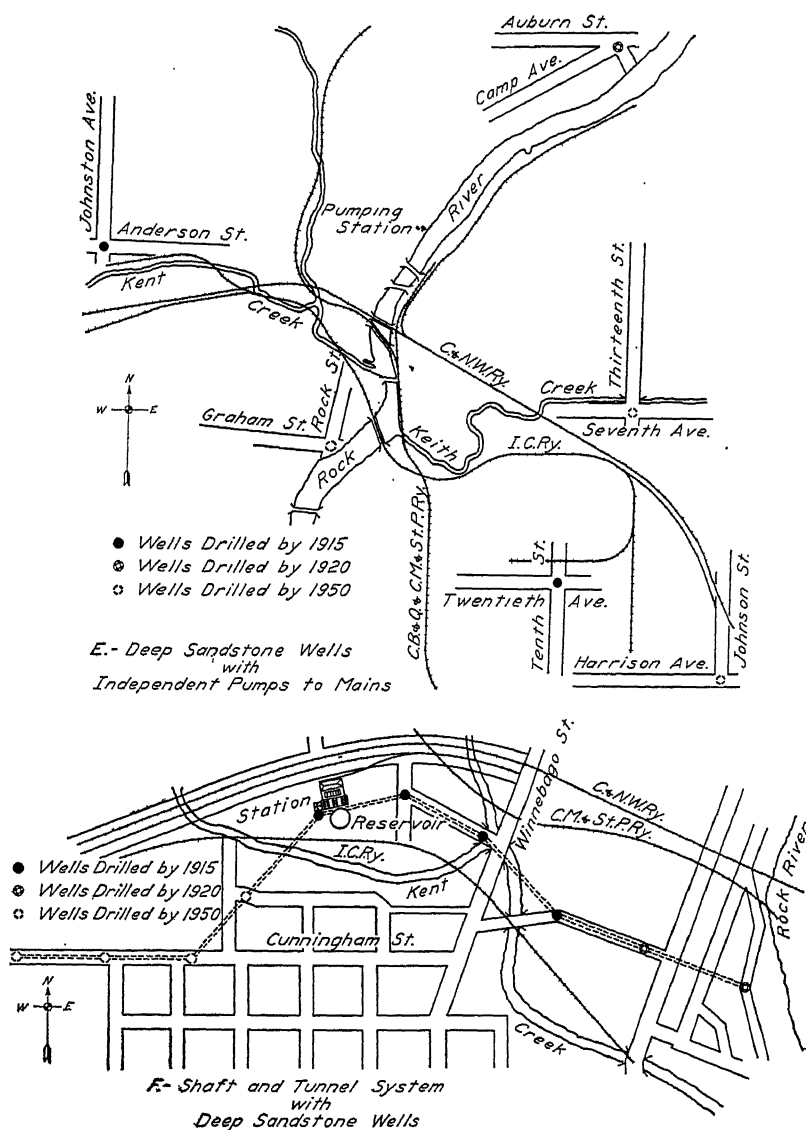 Auburn St.
Camp Ave.
Johnston Ave.
Anderson St.
Kent
Creek
Pumping
Station
River
Thirteenth St.
C.&N.W.Ry.
Creek
N
W E
Graham St.
Rock St.
Rock
Keith
I.C.Ry.
Seventh Ave.
C.B.&Q.& C.M.& St.P.Ry.
● Wells Drilled by 1915
Wells Drilled by 1920
Wells Drilled by 1950
Twentieth Ave.
Tenth St.
Harrison Ave.
Johnson St.
E.- Deep Sandstone Wells
with
Independent Pumps to Mains
Winnebago St.
C.&N.W.Ry.
C.M.& St.P.Ry.
Station
Reservoir
I.C.Ry.
Kent
Rock River
● Wells Drilled by 1915
Wells Drilled by 1920
Wells Drilled by 1950
Cunningham St.
N
W E
Creek
F.- Shaft and Tunnel System
with
Deep Sandstone Wells